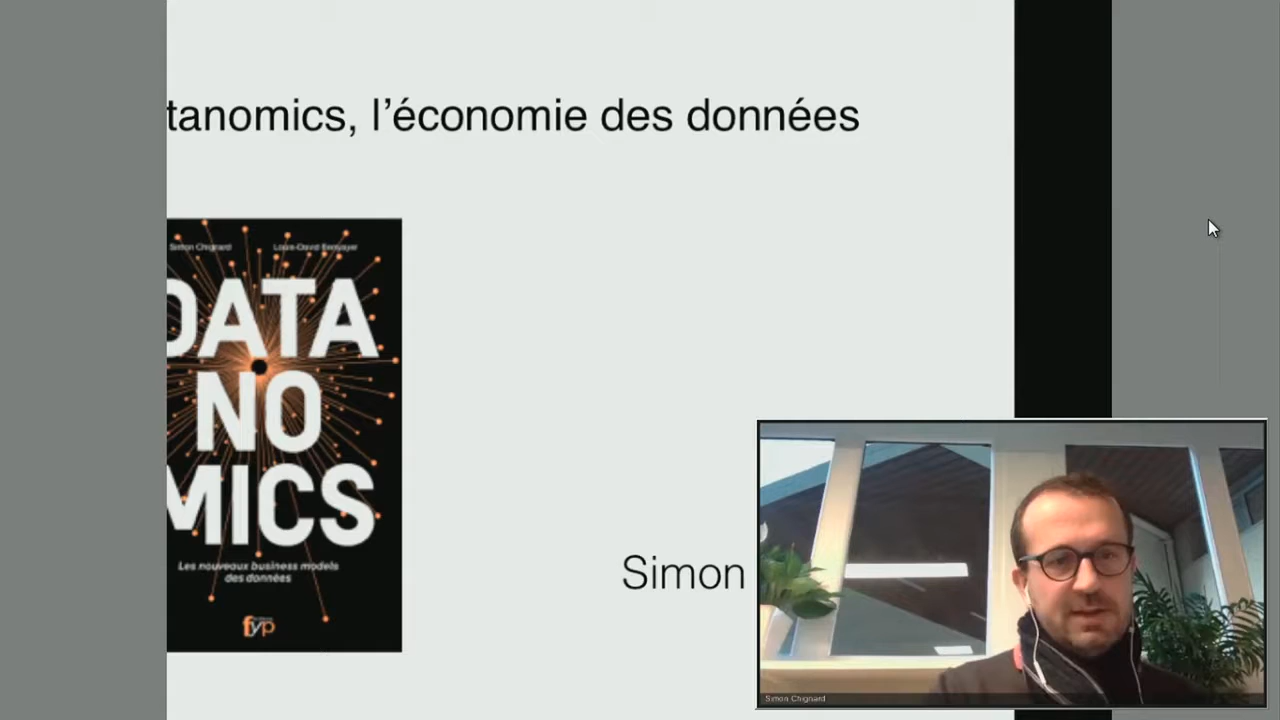 tanomics, l'économie des données
Simon Chignard Louis-David Benyayer
DATA
NO
MICS
Les nouveaux business models
des données
fyp
Simon
Simon Chignard